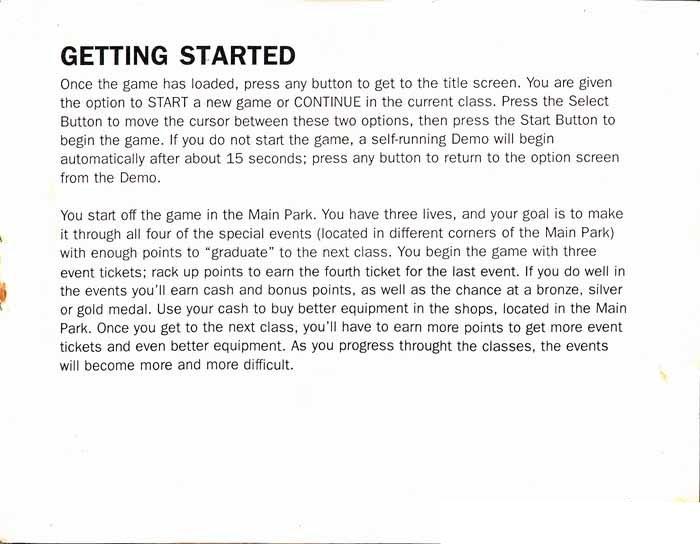 GETTING STARTED
Once the game has loaded, press any button to get to the title screen. You are given
the option to START a new game or CONTINUE in the current class. Press the Select
Button to move the cursor between these two options, then press the Start Button to
begin the game. If you do not start the game, a self-running Demo will begin
automatically after about 15 seconds; press any button to return to the option screen
from the Demo.
You start off the game in the Main Park. You have three lives, and your goal is to make
it through all four of the special events (located in different corners of the Main Park)
with enough points to “graduate” to the next class. You begin the game with three
event tickets; rack up points to earn the fourth ticket for the last event. If you do well in
the events you’ll earn cash and bonus points, as well as the chance at a bronze, silver
or gold medal. Use your cash to buy better equipment in the shops, located in the Main
Park. Once you get to the next class, you’ll have to earn more points to get more event
tickets and even better equipment. As you progress throught the classes, the events
will become more and more difficult.